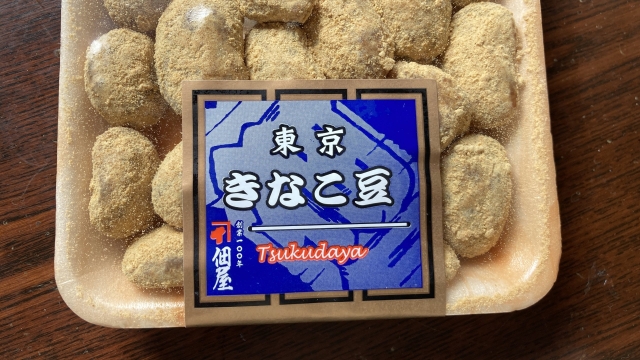 東京
きなこ豆
Tsukudaya
創業一〇〇年
佃屋